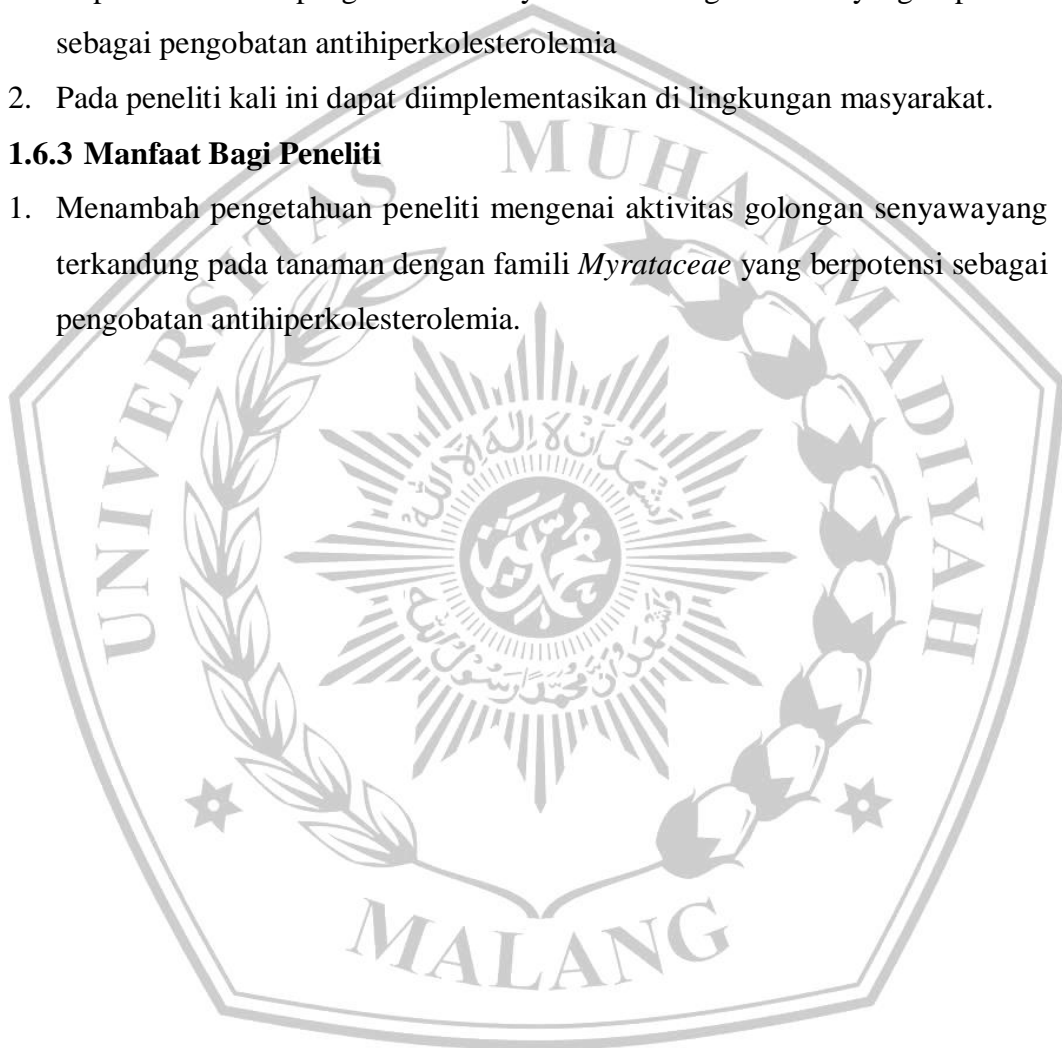 sebagai pengobatan antihiperkolesterolemia
2. Pada peneliti kali ini dapat diimplementasikan di lingkungan masyarakat.
1.6.3 Manfaat Bagi Peneliti
1. Menambah pengetahuan peneliti mengenai aktivitas golongan senyawayang
terkandung pada tanaman dengan famili Myrataceae yang berpotensi sebagai
pengobatan antihiperkolesterolemia.
UNIVERSITAS MUHAMMADIYAH
MALANG